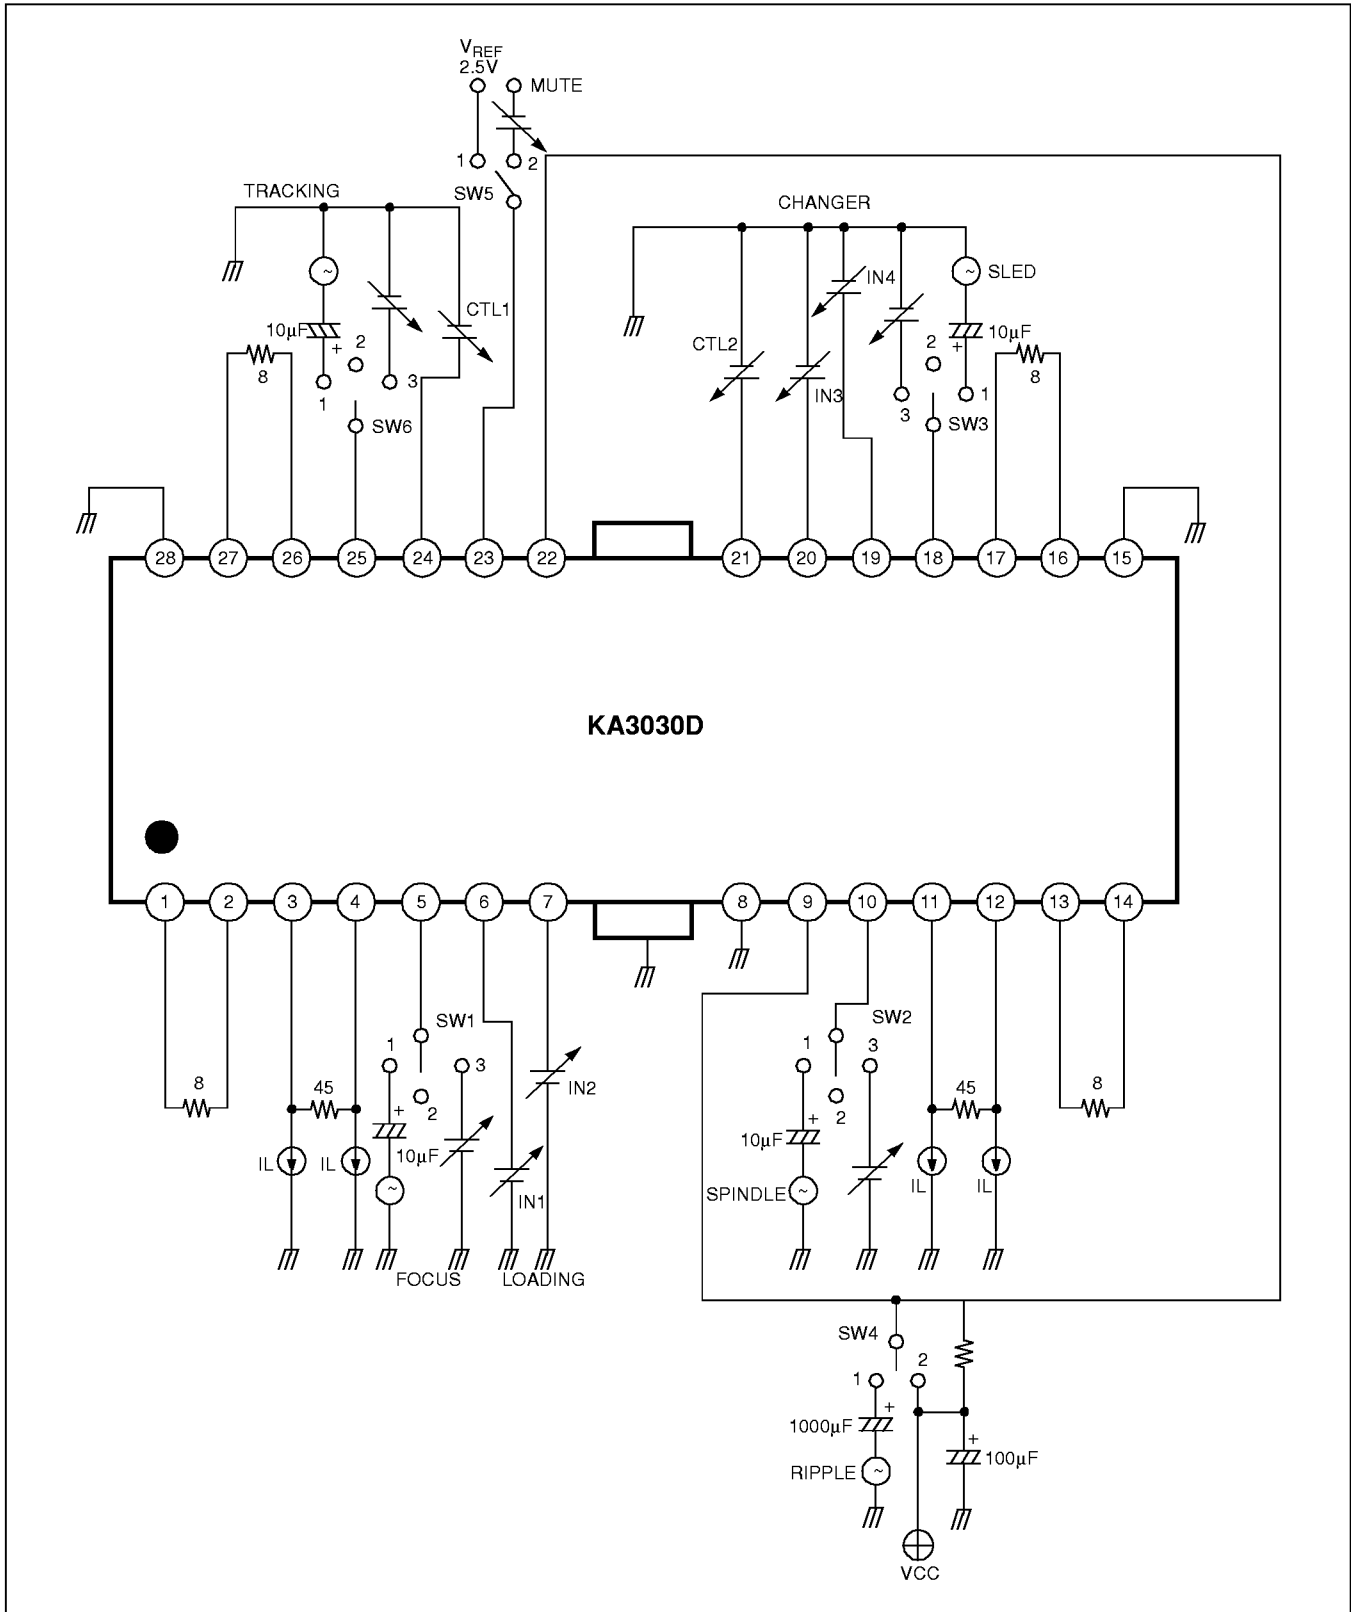 VREF
2.5V
MUTE
1 2
SW5
TRACKING
CHANGER
IN4
SLED
CTL1
10µF
+
2
8
1
3
SW6
CTL2
IN3
2
10µF
+
8
3
1
SW3
28 27 26 25 24 23 22 21 20 19 18 17 16 15
KA3030D
1 2 3 4 5 6 7 8 9 10 11 12 13 14
SW1
1
3
2
8
45
+
10µF
IL IL
IN2
IN1
FOCUS
LOADING
SW2
1
3
2
+
10µF
SPINDLE
45
8
IL IL
SW4
1
2
+
1000µF
RIPPLE
+
100µF
VCC